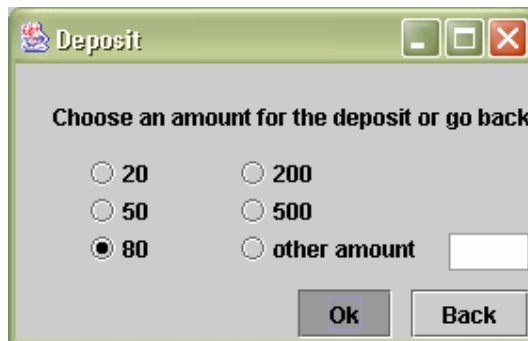 Deposit
Choose an amount for the deposit or go back
20 200
50 500
80 other amount
Ok Back